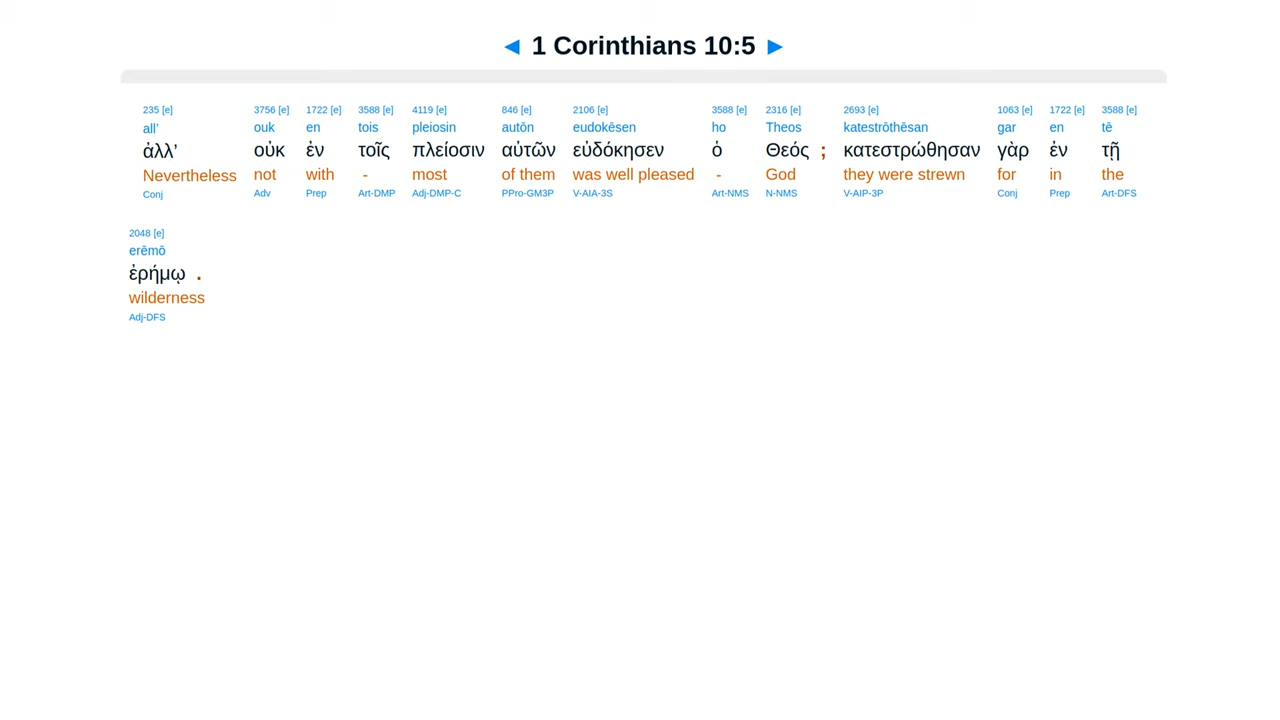 ◄ 1 Corinthians 10:5 ►
235 [e] 3756 [e] 1722 [e] 3588 [e] 4119 [e] 846 [e] 2106 [e] 3588 [e] 2316 [e] 2693 [e] 1063 [e] 1722 [e] 3588 [e]
all’ ouk en tois pleiosin autōn eudokēsen ho Theos katestrōthēsan gar en tē
ἀλλ’ οὐκ ἐν τοῖς πλείοσιν αὐτῶν εὐδόκησεν ὁ Θεός ; κατεστρώθησαν γὰρ ἐν τῇ
Nevertheless not with - most of them was well pleased - God they were strewn for in the
Conj Adv Prep Art-DMP Adj-DMP-C PPro-GM3P V-AIA-3S Art-NMS N-NMS V-AIP-3P Conj Prep Art-DFS
2048 [e]
erēmō
ἐρήμῳ .
wilderness
Adj-DFS